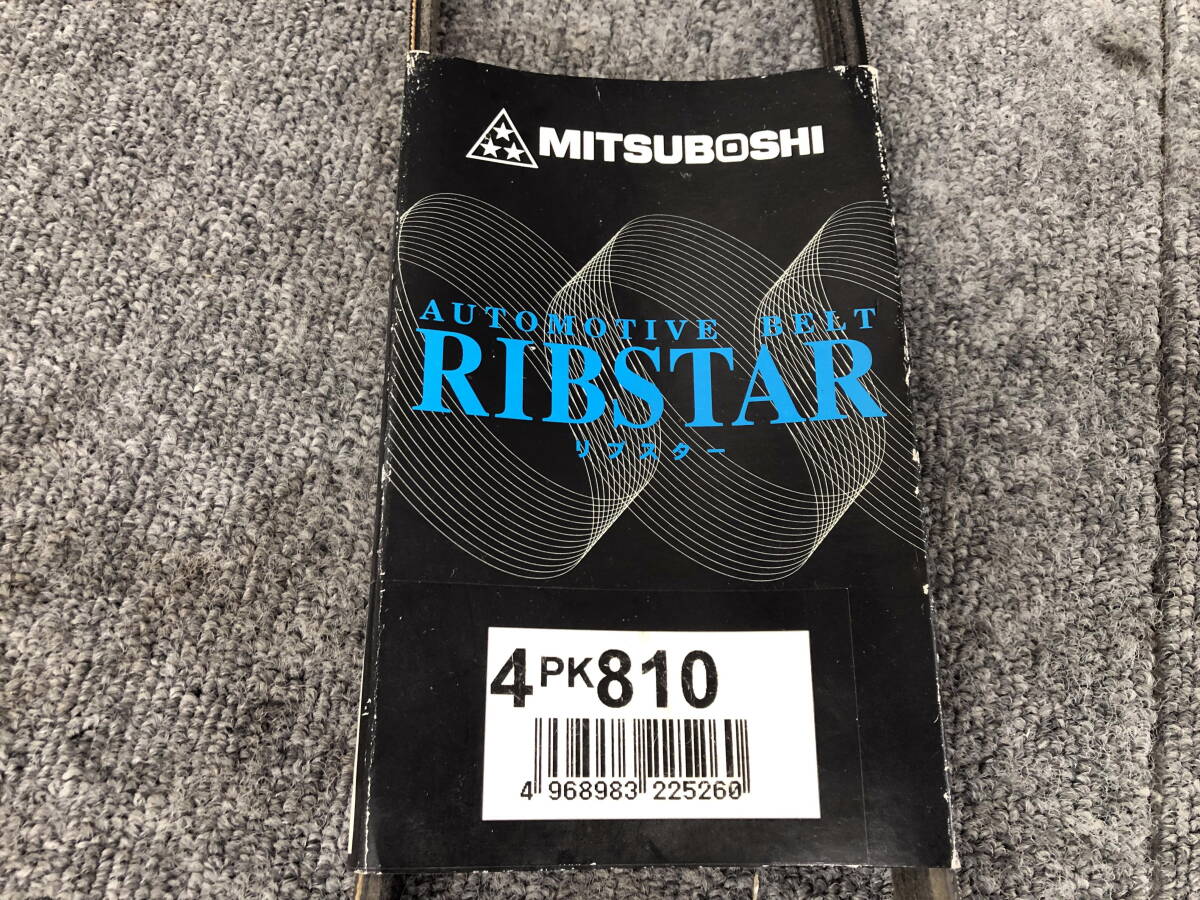 MITSUBOSHI
AUTOMOTIVE BELT
RIBSTAR
リブスター
4PK810
4 968983 225260